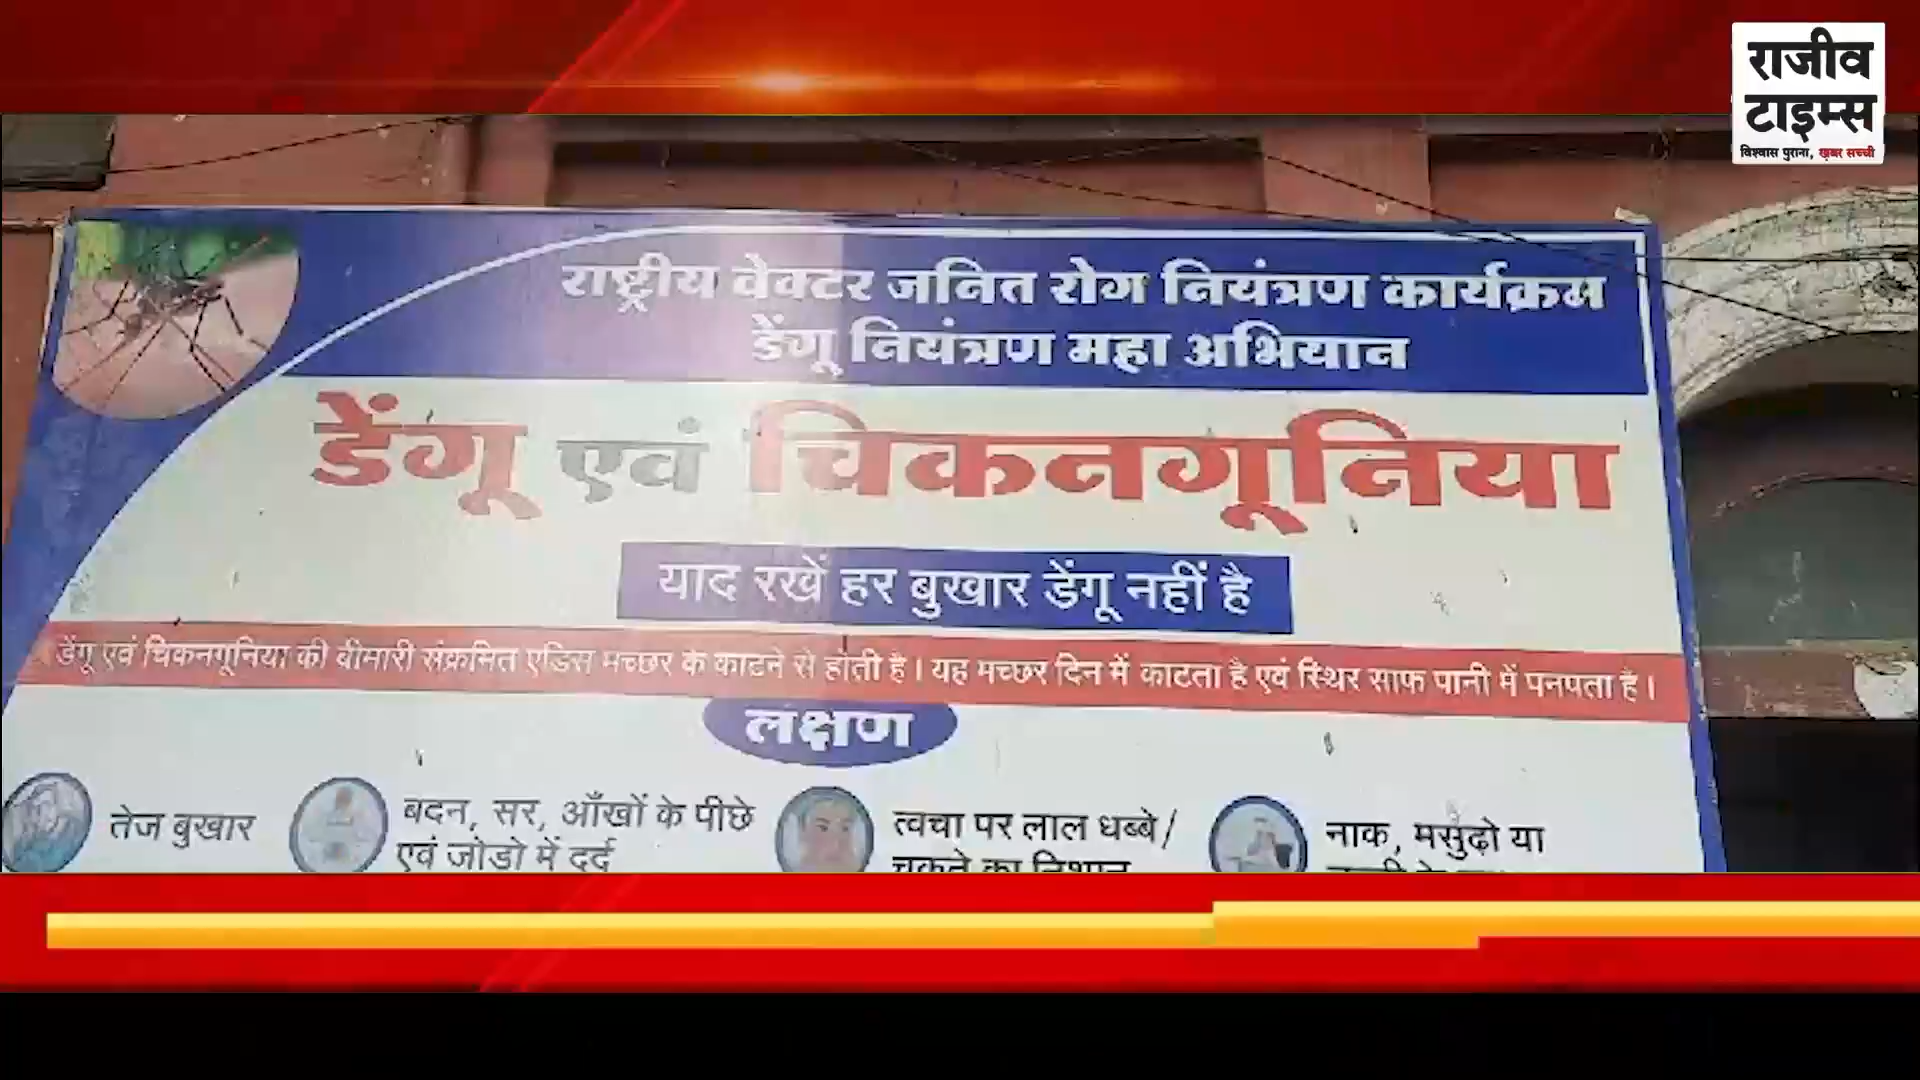 राजीव
टाइम्स
विश्वास पुराना, ख़बर सच्ची
राष्ट्रीय वेक्टर जनित रोग नियंत्रण कार्यक्रम
डेंगू नियंत्रण महा अभियान
डेंगू एवं चिकनगूनिया
याद रखें हर बुखार डेंगू नहीं है
डेंगू एवं चिकनगूनिया की बीमारी संक्रमित एडिस मच्छर के काटने से होती है। यह मच्छर दिन में काटता है एवं स्थिर साफ पानी में पनपता है।
लक्षण
तेज बुखार
बदन, सर, आँखों के पीछे
एवं जोडो में दर्द
त्वचा पर लाल धब्बे/
चकते का निशान
नाक, मसुढ़ो या